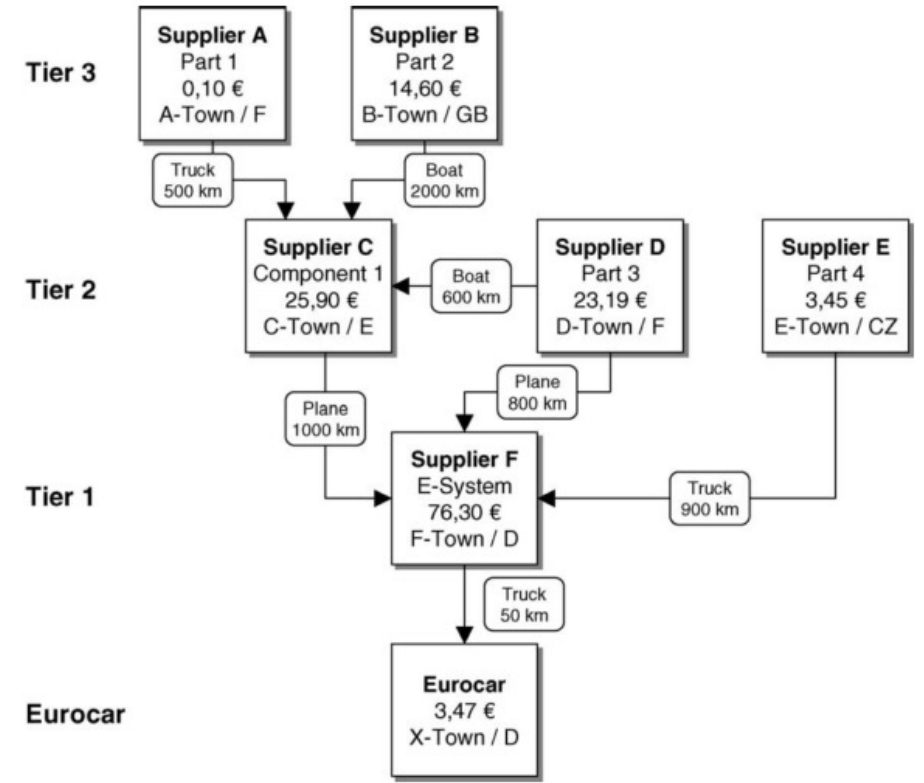 Tier 3
Supplier A
Part 1
0,10 €
A-Town / F
Supplier B
Part 2
14,60 €
B-Town / GB
Truck
500 km
Boat
2000 km
Tier 2
Supplier C
Component 1
25,90 €
C-Town / E
Boat
600 km
Supplier D
Part 3
23,19 €
D-Town / F
Supplier E
Part 4
3,45 €
E-Town / CZ
Plane
1000 km
Plane
800 km
Tier 1
Supplier F
E-System
76,30 €
F-Town / D
Truck
900 km
Truck
50 km
Eurocar
Eurocar
3,47 €
X-Town / D